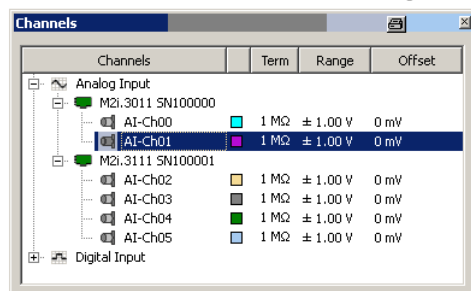 Channels
Channels Term Range Offset
Analog Input
M2i.3011 SN100000
AI-Ch00 1 MΩ ± 1.00 V 0 mV
AI-Ch01 1 MΩ ± 1.00 V 0 mV
M2i.3111 SN100001
AI-Ch02 1 MΩ ± 1.00 V 0 mV
AI-Ch03 1 MΩ ± 1.00 V 0 mV
AI-Ch04 1 MΩ ± 1.00 V 0 mV
AI-Ch05 1 MΩ ± 1.00 V 0 mV
Digital Input